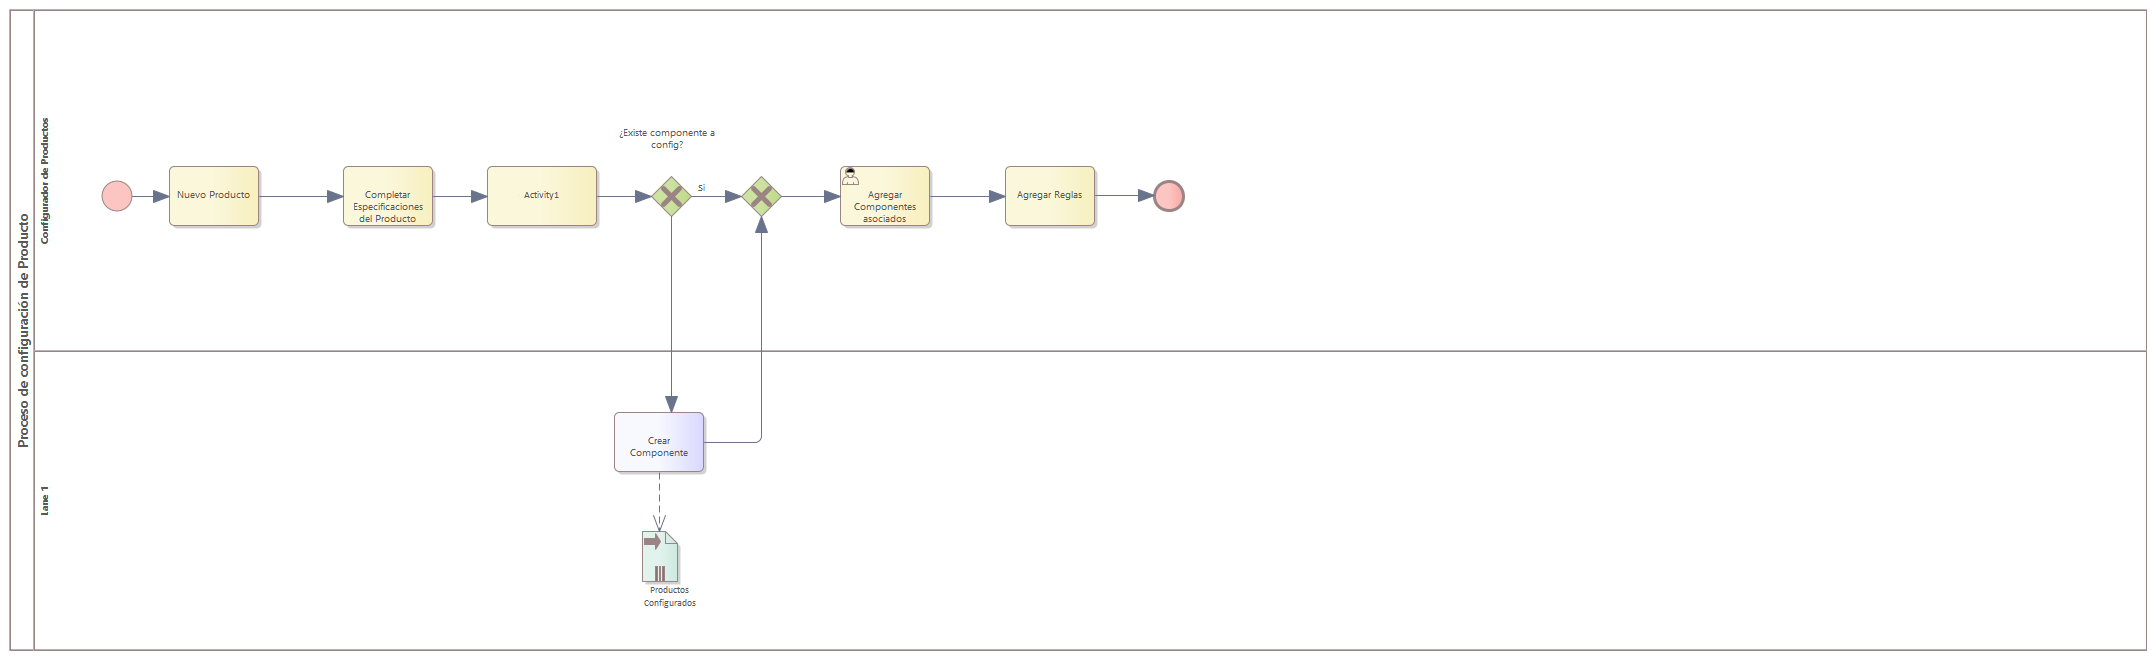 Proceso de configuración de Producto
Configurador de Productos
Nuevo Producto
Completar
Especificaciones
del Producto
Activity1
¿Existe componente a
config?
Si
Agregar
Componentes
asociados
Agregar Reglas
Lane 1
Crear
Componente
Productos
Configurados